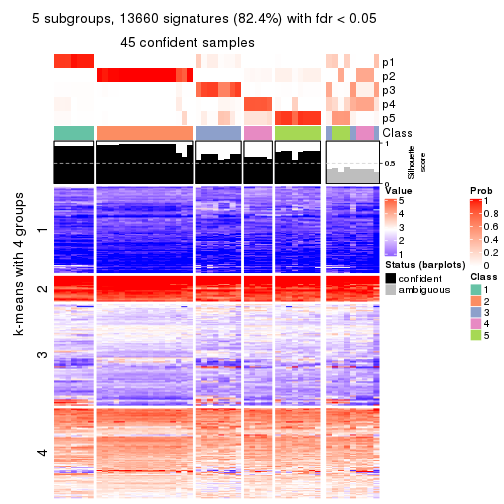 5 subgroups, 13660 signatures (82.4%) with fdr < 0.05
45 confident samples
p1
p2
p3
p4
p5
Class
1
0.5
0
Silhouette
score
k-means with 4 groups
1
2
3
4
Value
5
4
3
2
1
Status (barplots)
confident
ambiguous
Prob
1
0.8
0.6
0.4
0.2
0
Class
1
2
3
4
5